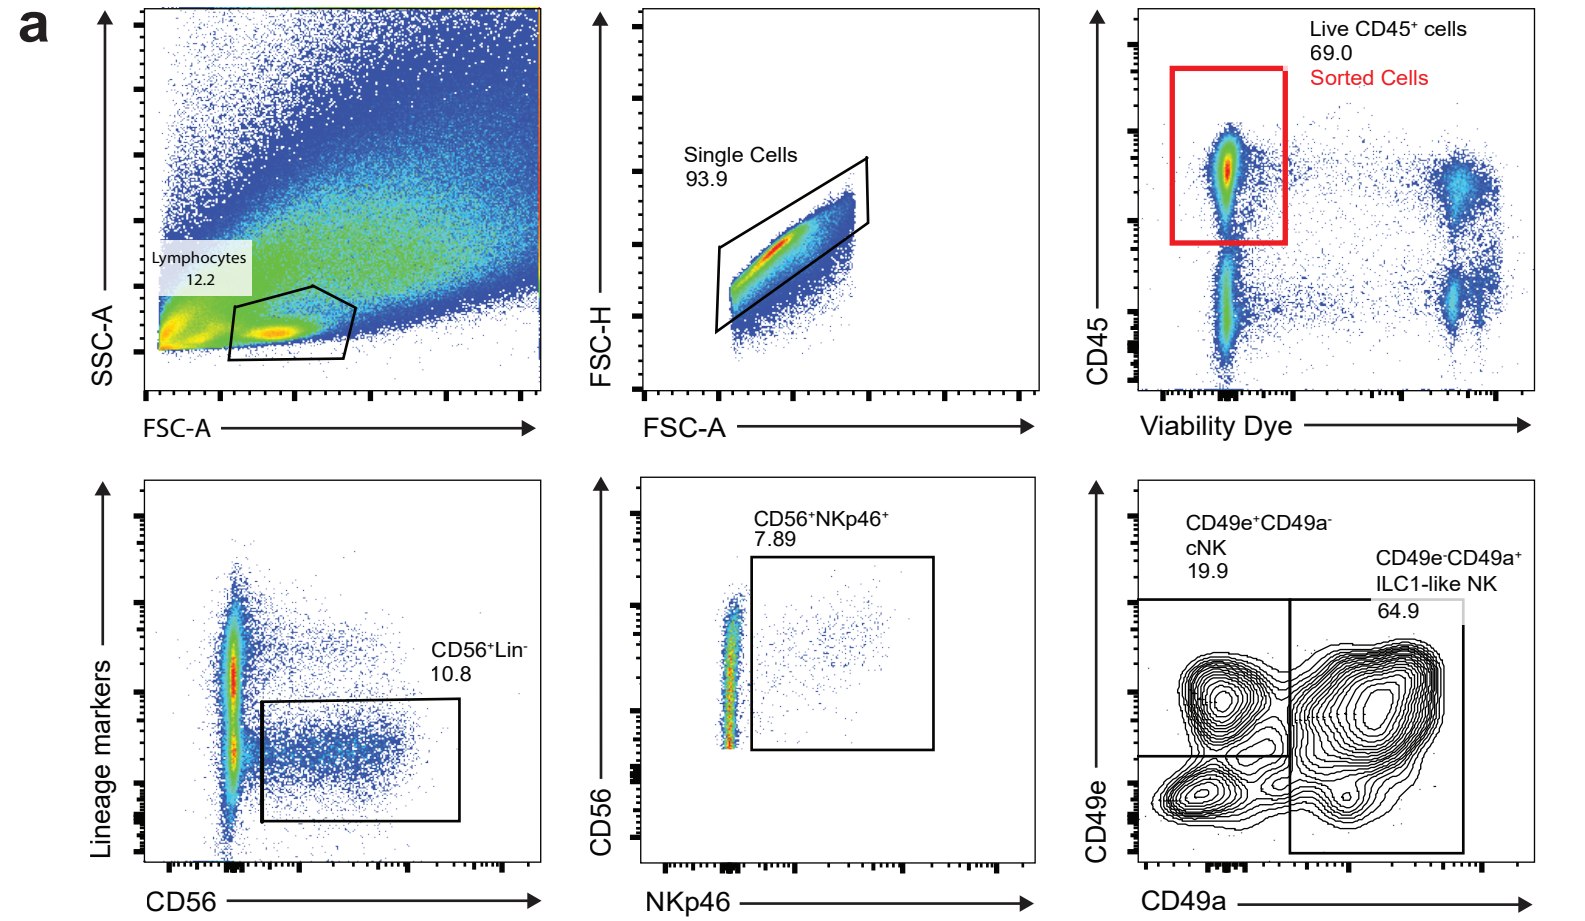 a
SSC-A
Lymphocytes
12.2
FSC-A
FSC-H
Single Cells
93.9
FSC-A
CD45
Live CD45⁺ cells
69.0
Sorted Cells
Viability Dye
Lineage markers
CD56⁺Lin⁻
10.8
CD56
CD56
CD56⁺NKp46⁺
7.89
NKp46
CD49e
CD49e⁺CD49a⁻
cNK
19.9
CD49e⁻CD49a⁺
ILC1-like NK
64.9
CD49a